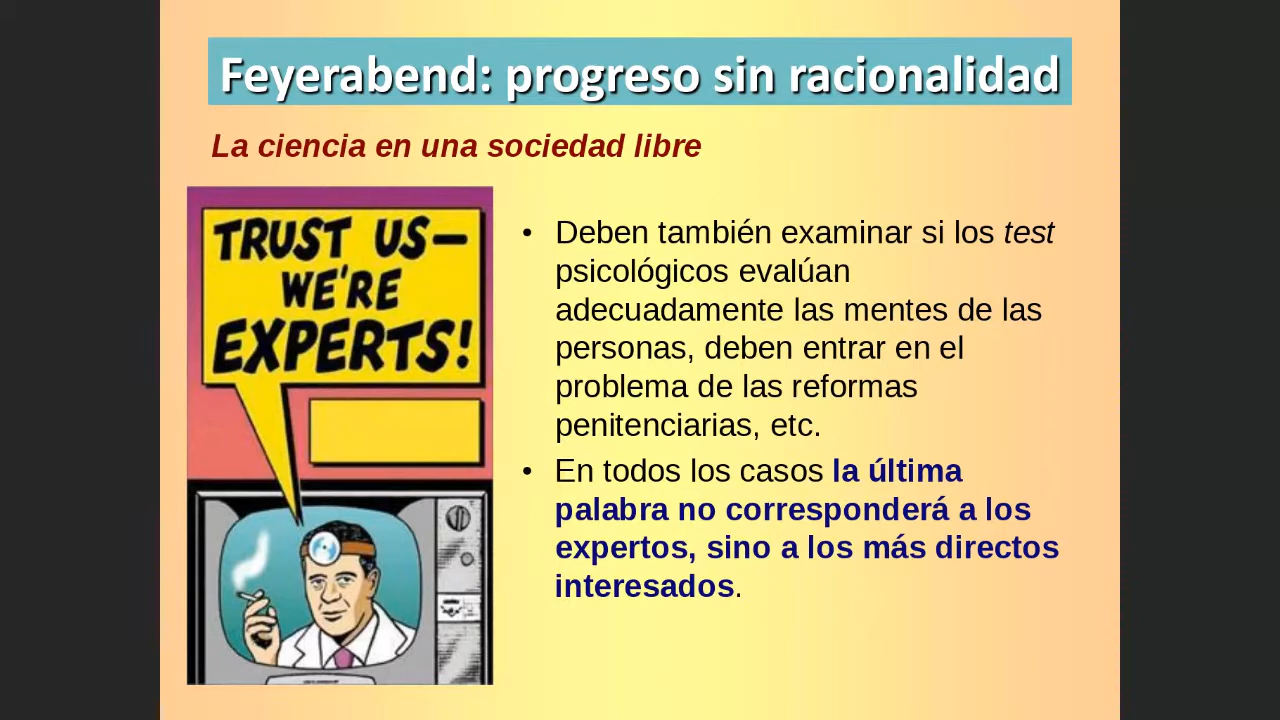 Feyerabend: progreso sin racionalidad
La ciencia en una sociedad libre
TRUST US—
WE'RE
EXPERTS!
• Deben también examinar si los test
psicológicos evalúan
adecuadamente las mentes de las
personas, deben entrar en el
problema de las reformas
penitenciarias, etc.
• En todos los casos la última
palabra no corresponderá a los
expertos, sino a los más directos
interesados.